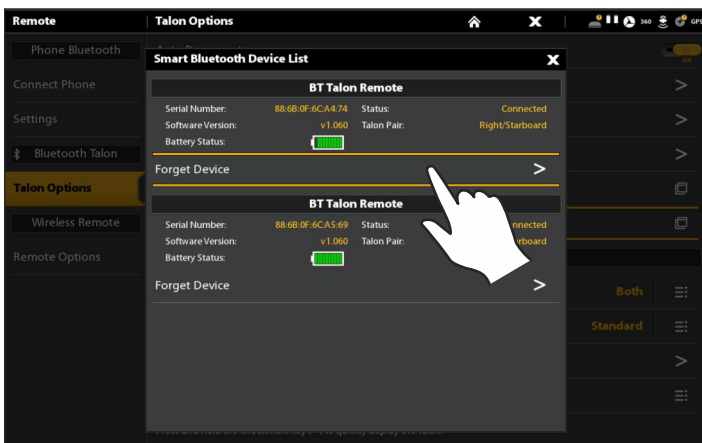 Remote
Talon Options
360
GPS
Phone Bluetooth
Connect Phone
Settings
Bluetooth Talon
Talon Options
Wireless Remote
Remote Options
Smart Bluetooth Device List
X
BT Talon Remote
Serial Number: 88:6B:0F:6C:A4:74 Status: Connected
Software Version: v1.060 Talon Pair: Right/Starboard
Battery Status:
Forget Device >
BT Talon Remote
Serial Number: 88:6B:0F:6C:A5:69 Status:
Software Version: v1.060 Talon Pair:
Battery Status:
Forget Device >
Both
Standard